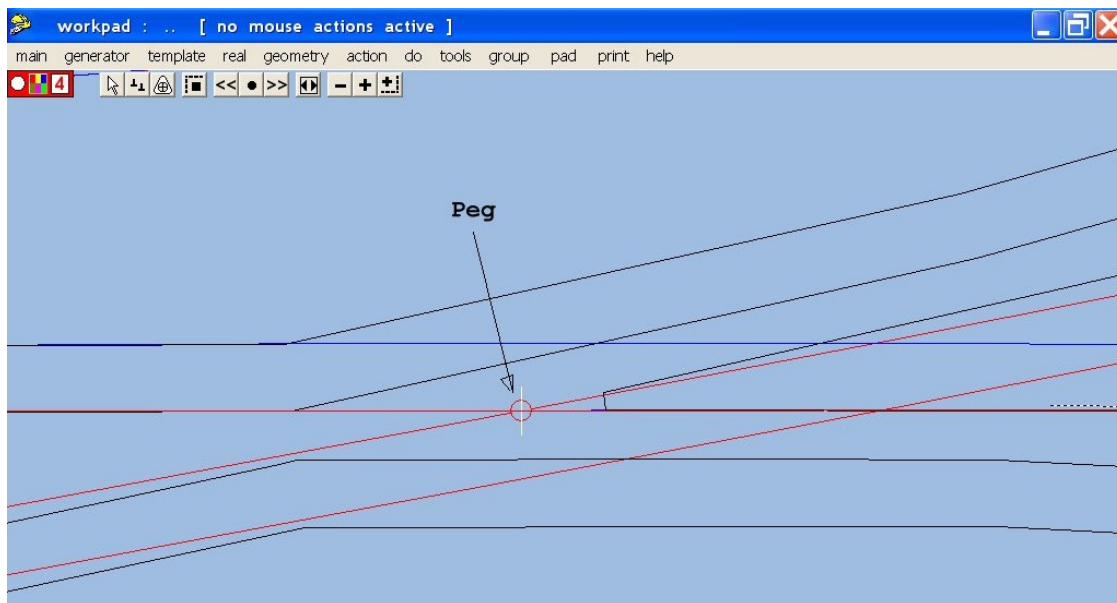 workpad : .. [ no mouse actions active ]
main generator template real geometry action do tools group pad print help
4 << >>
Peg